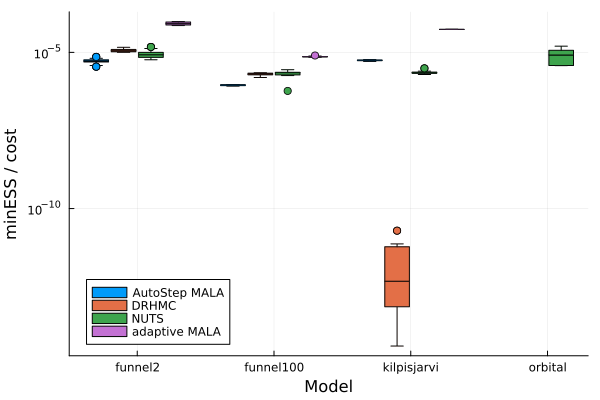 minESS / cost
10⁻⁵
10⁻¹⁰
AutoStep MALA
DRHMC
NUTS
adaptive MALA
funnel2 funnel100 kilpisjarvi orbital
Model